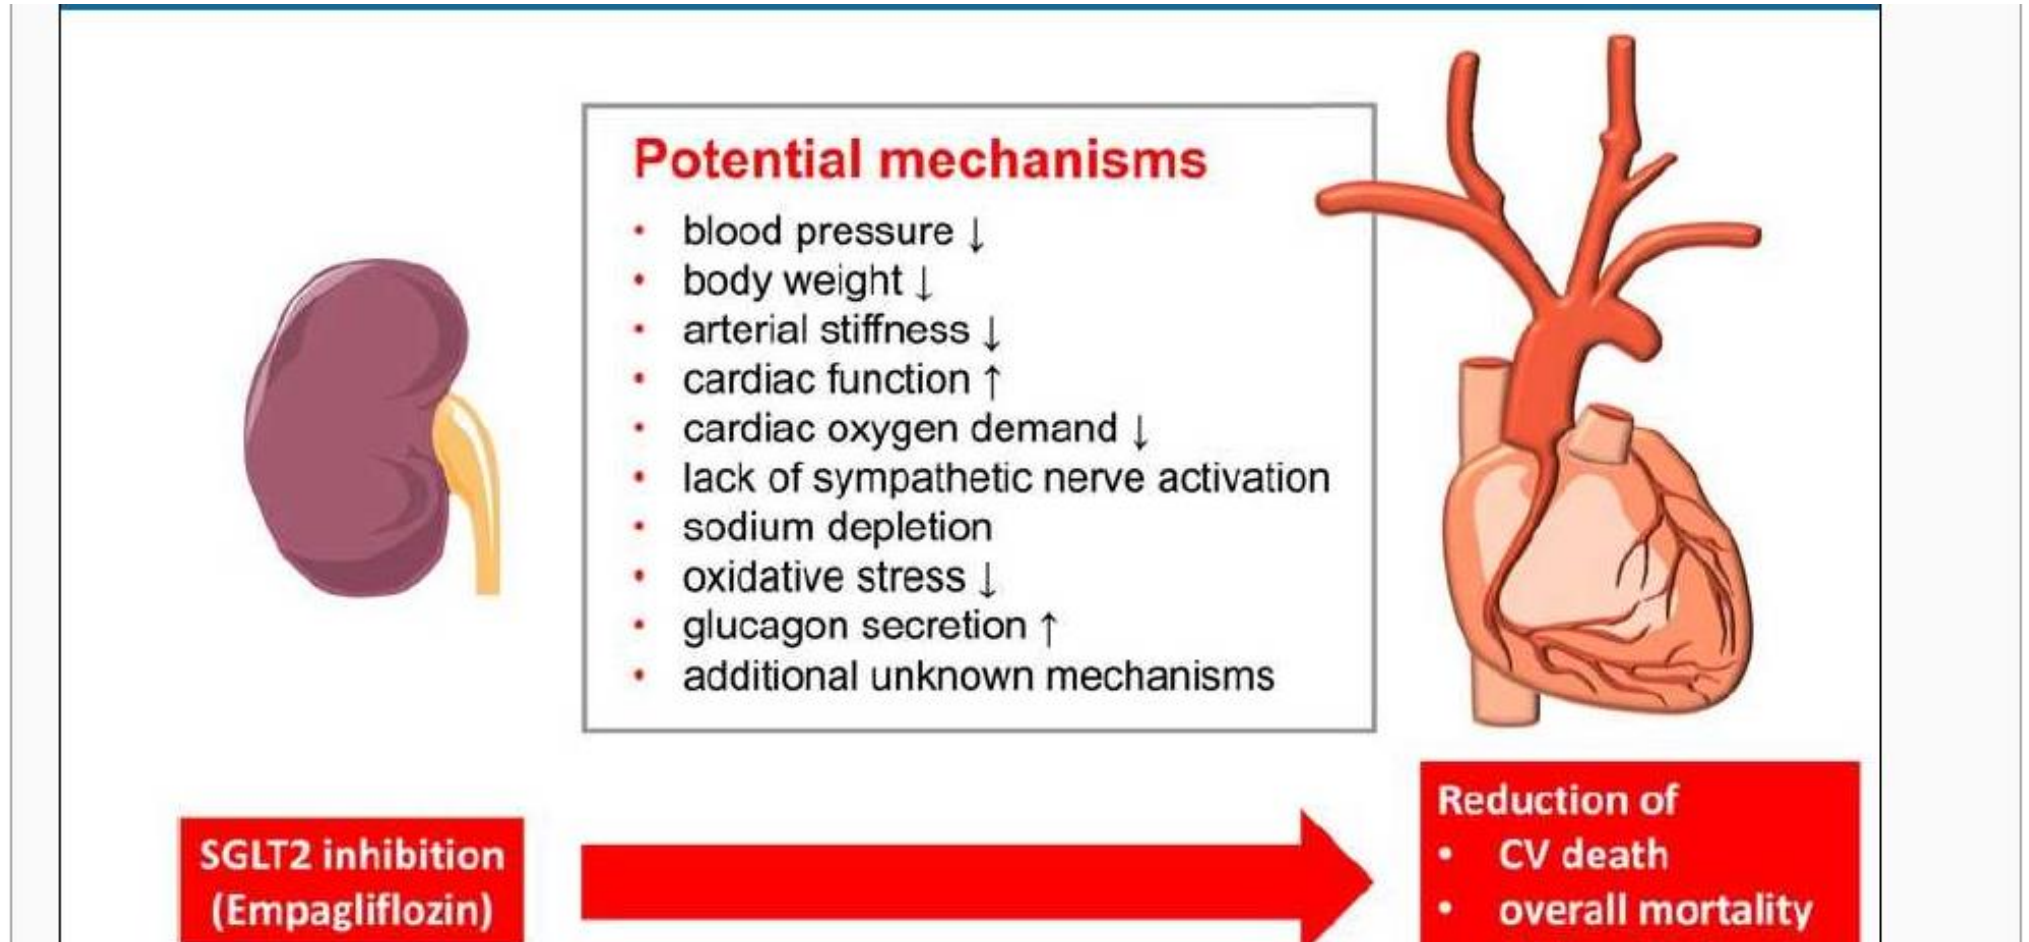 Potential mechanisms
• blood pressure ↓
• body weight ↓
• arterial stiffness ↓
• cardiac function ↑
• cardiac oxygen demand ↓
• lack of sympathetic nerve activation
• sodium depletion
• oxidative stress ↓
• glucagon secretion ↑
• additional unknown mechanisms
SGLT2 inhibition
(Empagliflozin)
Reduction of
• CV death
• overall mortality